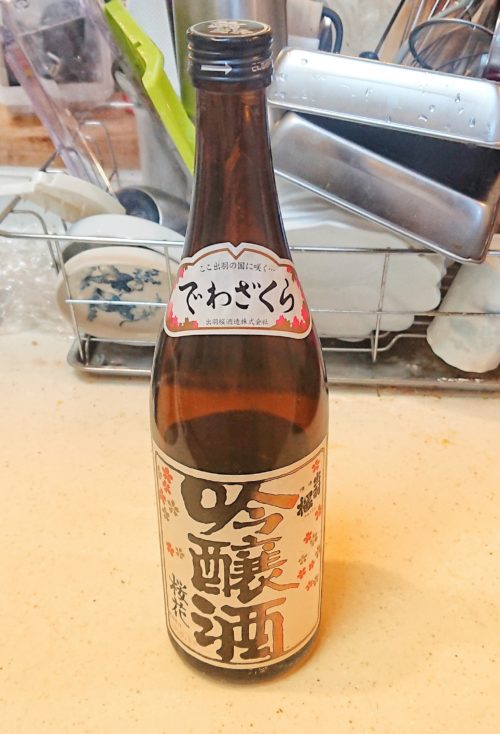 ここ出羽の国に咲く…
でわざくら
出羽桜酒造株式会社
出羽桜
吟醸酒
桜花